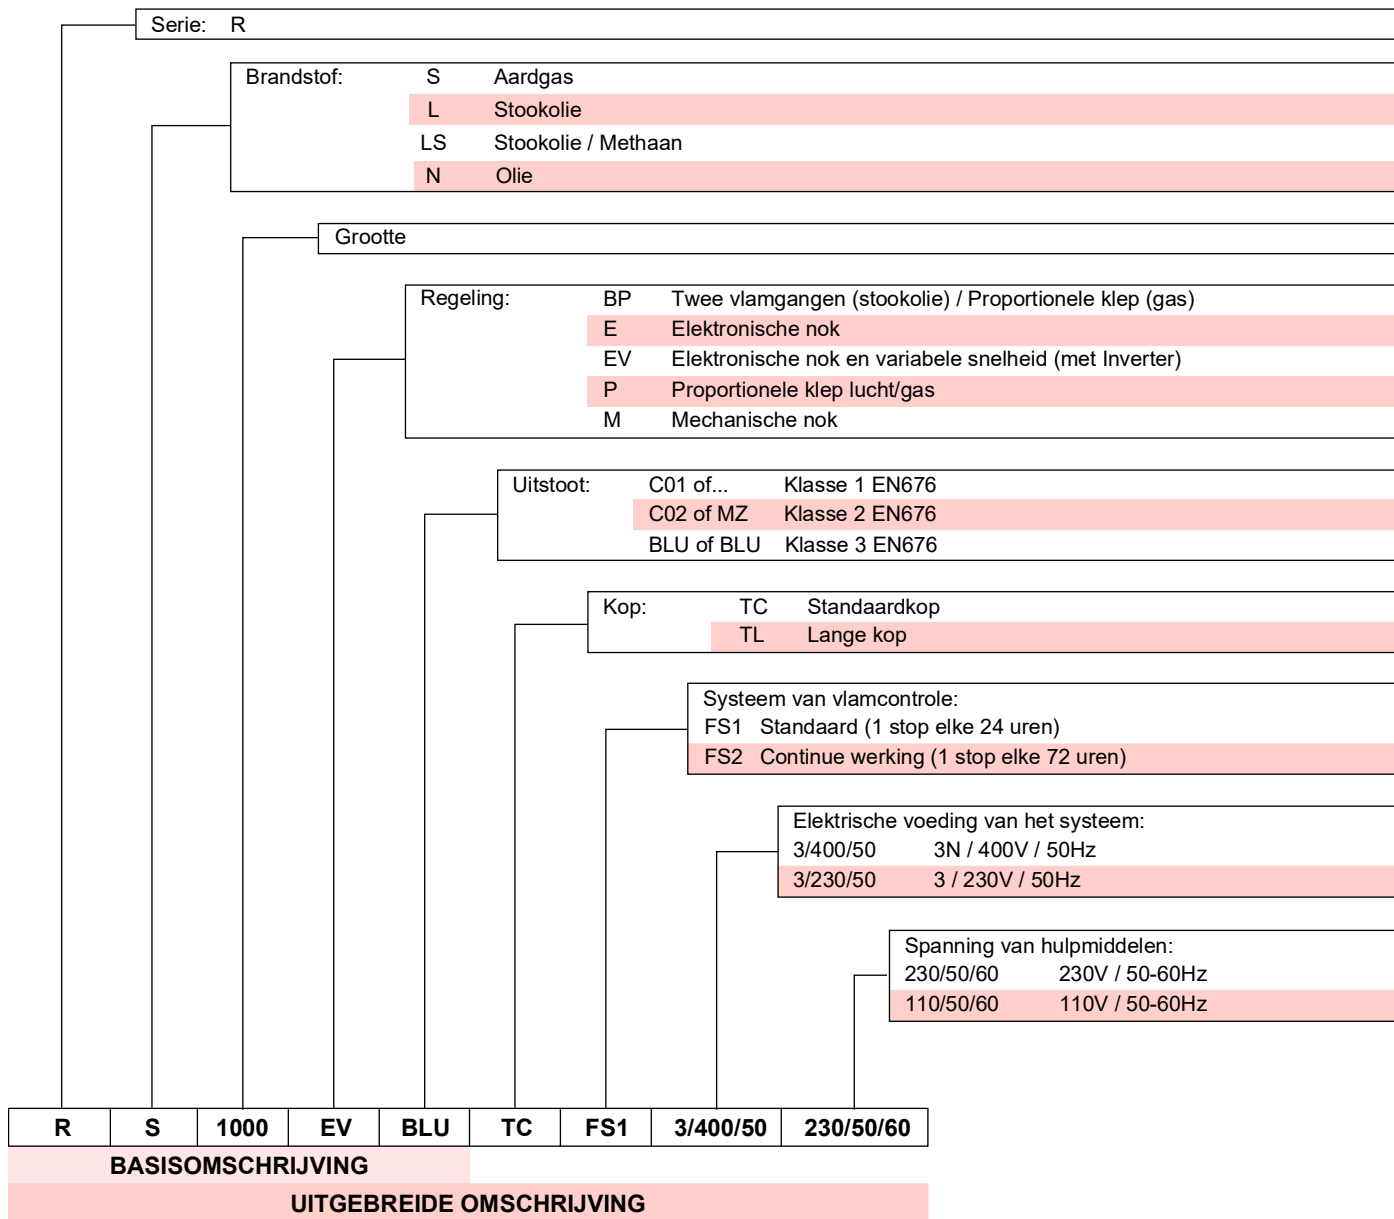 Serie: R
Brandstof: S Aardgas
L Stookolie
LS Stookolie / Methaan
N Olie
Grootte
Regeling: BP Twee vlamgangen (stookolie) / Proportionele klep (gas)
E Elektronische nok
EV Elektronische nok en variabele snelheid (met Inverter)
P Proportionele klep lucht/gas
M Mechanische nok
Uitstoot: C01 of... Klasse 1 EN676
C02 of MZ Klasse 2 EN676
BLU of BLU Klasse 3 EN676
Kop: TC Standaardkop
TL Lange kop
Systeem van vlamcontrole:
FS1 Standaard (1 stop elke 24 uren)
FS2 Continue werking (1 stop elke 72 uren)
Elektrische voeding van het systeem:
3/400/50 3N / 400V / 50Hz
3/230/50 3 / 230V / 50Hz
Spanning van hulpmiddelen:
230/50/60 230V / 50-60Hz
110/50/60 110V / 50-60Hz
R S 1000 EV BLU TC FS1 3/400/50 230/50/60
BASISOMSCHRIJVING
UITGEBREIDE OMSCHRIJVING